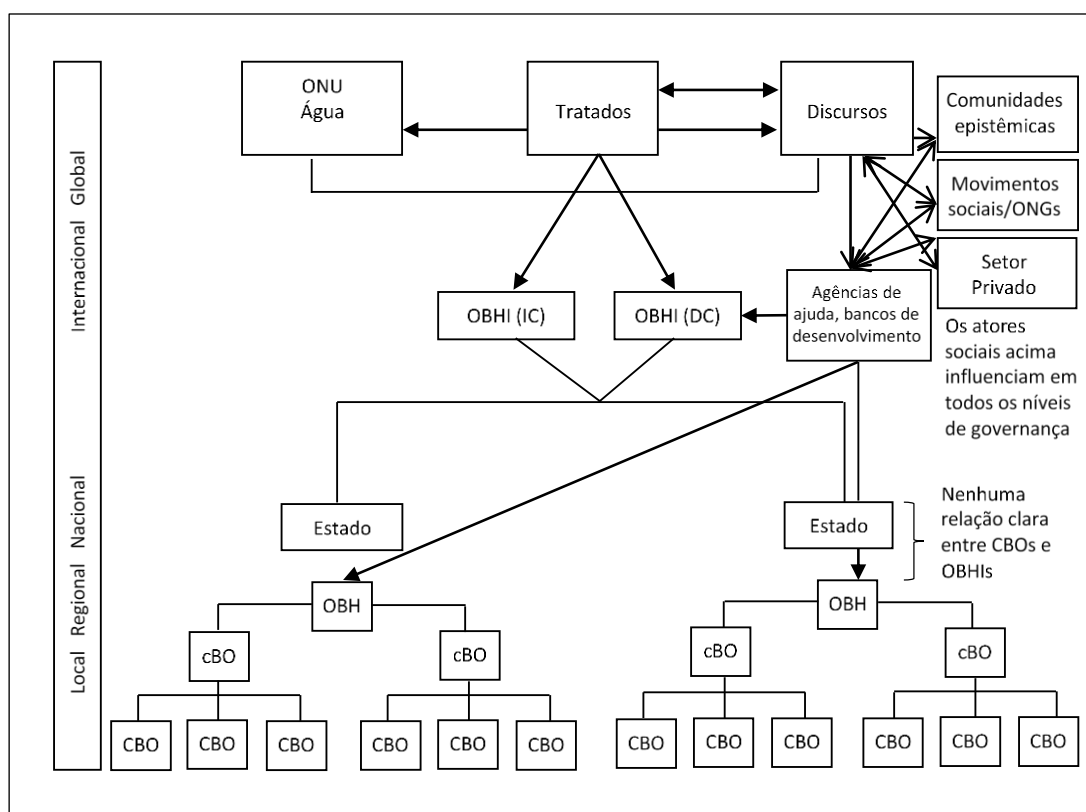 Local Regional Nacional Internacional Global
ONU
Água
Tratados
Discursos
Comunidades
epistêmicas
Movimentos
sociais/ONGs
Setor
Privado
OBHI (IC)
OBHI (DC)
Agências de
ajuda, bancos de
desenvolvimento
Os atores
sociais acima
influenciam em
todos os níveis
de governança
Estado
Estado
Nenhuma
relação clara
entre CBOs e
OBHIs
OBH
OBH
cBO
cBO
cBO
cBO
CBO
CBO
CBO
CBO
CBO
CBO
CBO
CBO
CBO
CBO
CBO
CBO